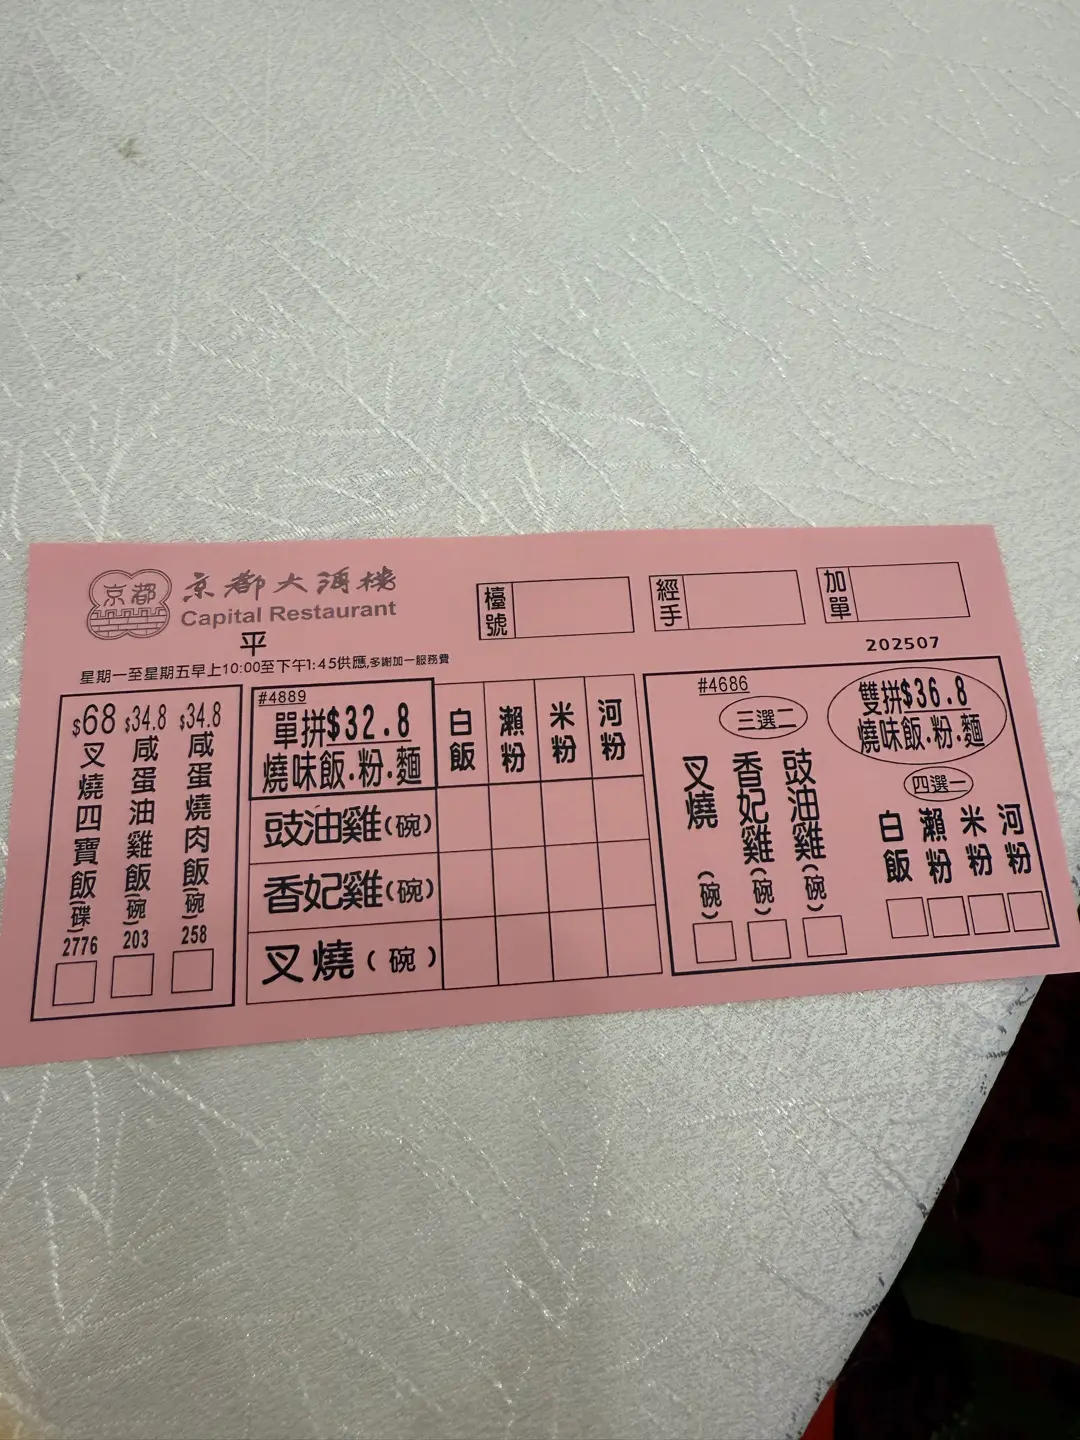 京都
京都大酒樓
Capital Restaurant
平
星期一至星期五早上10:00至下午1:45供應,多謝加一服務費
檯號
經手
加單
202507
$68
叉燒四寶飯(碟)
2776
$34.8
咸蛋油雞飯(碗)
203
$34.8
咸蛋燒肉飯(碗)
258
#4889
單拼$32.8
燒味飯.粉.麵
白飯
瀨粉
米粉
河粉
豉油雞(碗)
香妃雞(碗)
叉燒(碗)
#4686
三選二
雙拼$36.8
燒味飯.粉.麵
叉燒(碗)
香妃雞(碗)
豉油雞(碗)
四選一
白飯
瀨粉
米粉
河粉